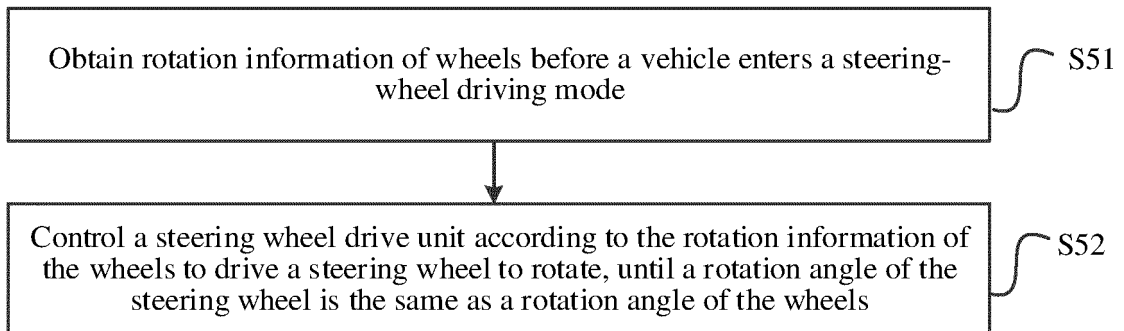 Obtain rotation information of wheels before a vehicle enters a steering-
wheel driving mode
S51
Control a steering wheel drive unit according to the rotation information of
the wheels to drive a steering wheel to rotate, until a rotation angle of the
steering wheel is the same as a rotation angle of the wheels
S52